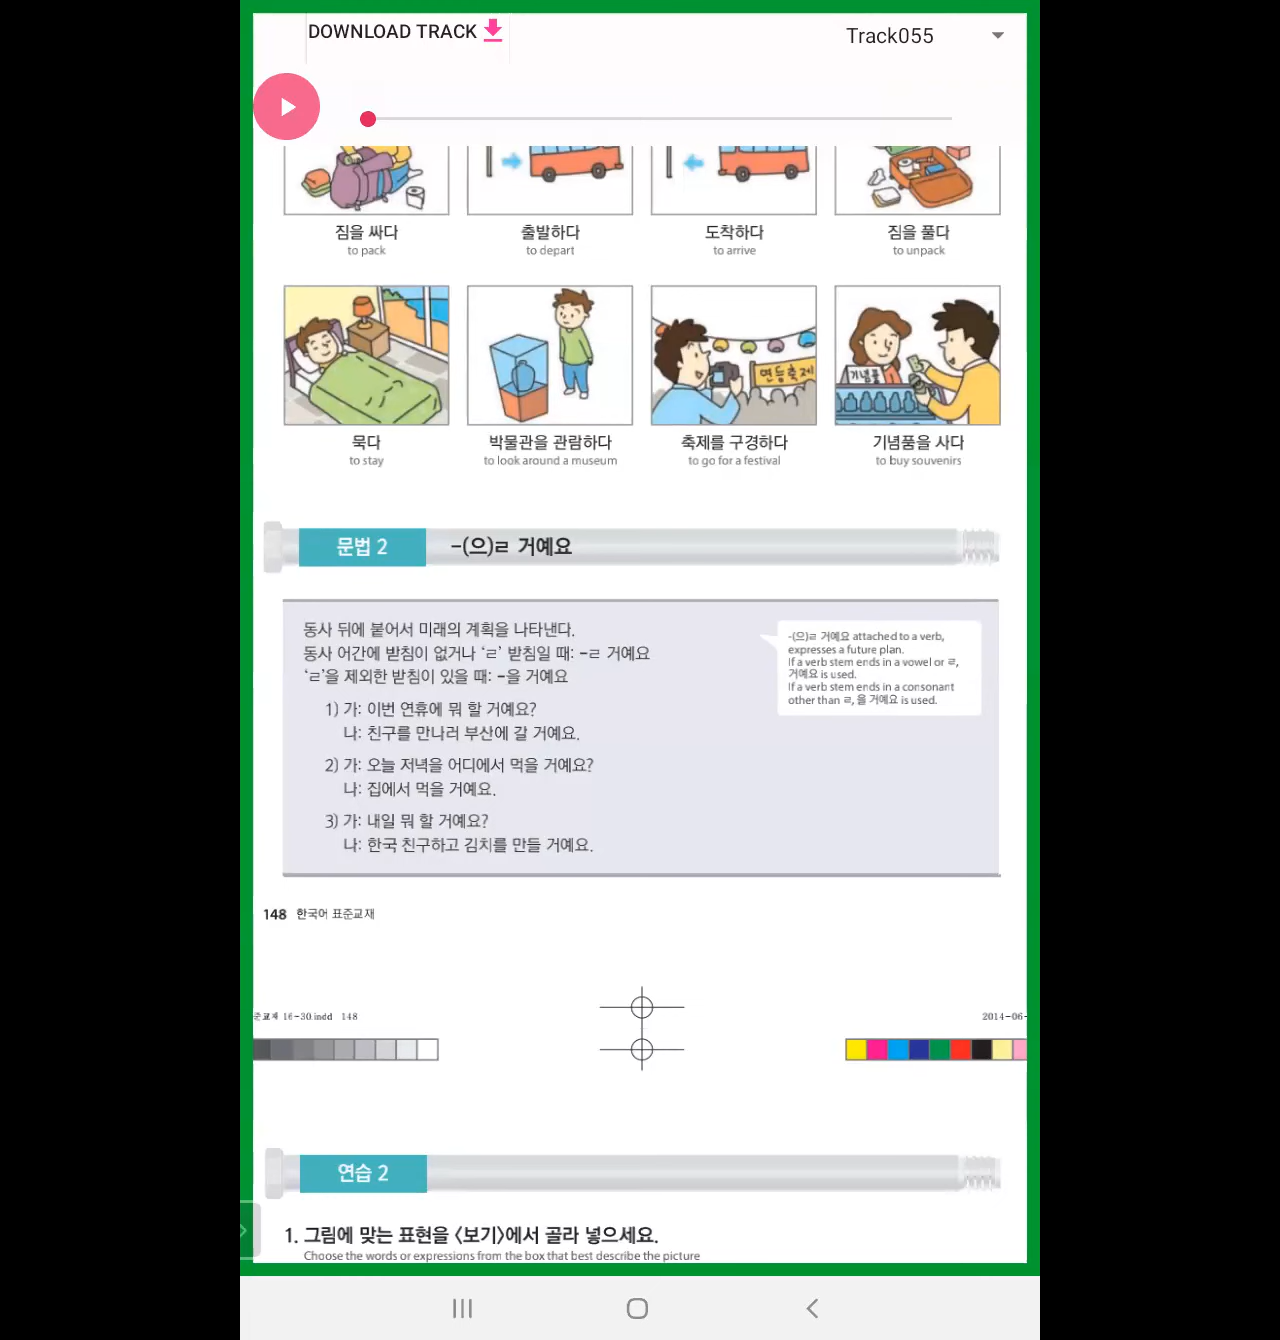 DOWNLOAD TRACK
Track055
짐을 싸다
to pack
출발하다
to depart
도착하다
to arrive
짐을 풀다
to unpack
연등축제
기념품
묵다
to stay
박물관을 관람하다
to look around a museum
축제를 구경하다
to go for a festival
기념품을 사다
to buy souvenirs
문법 2
-(으)ㄹ 거예요
동사 뒤에 붙어서 미래의 계획을 나타낸다.
동사 어간에 받침이 없거나 ‘ㄹ’ 받침일 때: -ㄹ 거예요
‘ㄹ’을 제외한 받침이 있을 때: -을 거예요
-(으)ㄹ 거예요 attached to a verb,
expresses a future plan.
If a verb stem ends in a vowel or ㄹ,
거예요 is used.
If a verb stem ends in a consonant
other than ㄹ, 을 거예요 is used.
1) 가: 이번 연휴에 뭐 할 거예요?
나: 친구를 만나러 부산에 갈 거예요.
2) 가: 오늘 저녁을 어디에서 먹을 거예요?
나: 집에서 먹을 거예요.
3) 가: 내일 뭐 할 거예요?
나: 한국 친구하고 김치를 만들 거예요.
148 한국어 표준교재
준교재 16-30.indd 148
2014-06-
연습 2
1. 그림에 맞는 표현을 〈보기〉에서 골라 넣으세요.
Choose the words or expressions from the box that best describe the picture